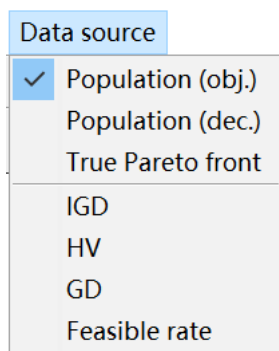 Data source
Population (obj.)
Population (dec.)
True Pareto front
IGD
HV
GD
Feasible rate